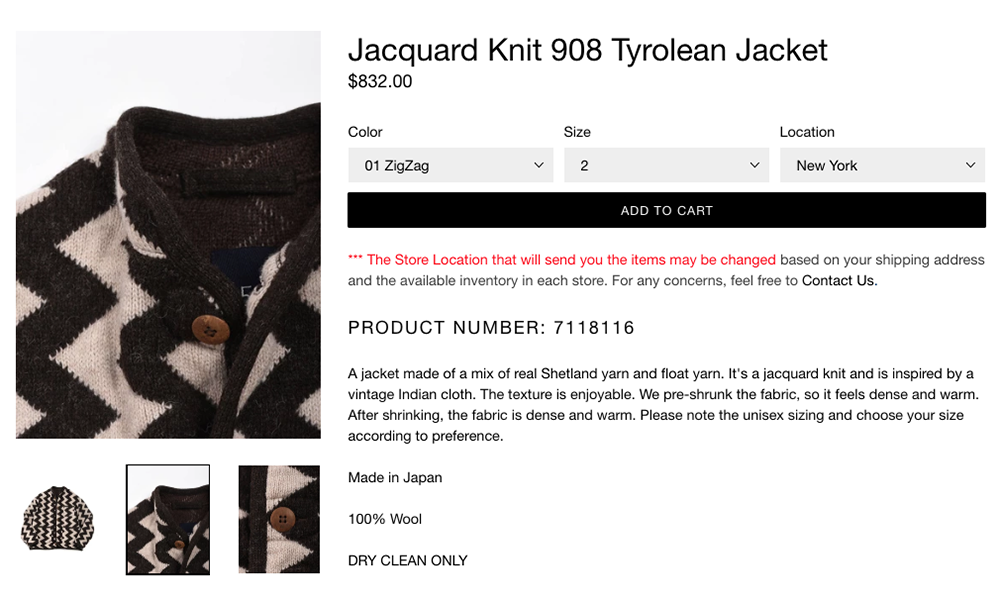 Jacquard Knit 908 Tyrolean Jacket
$832.00
Color
Size
Location
01 ZigZag
2
New York
ADD TO CART
*** The Store Location that will send you the items may be changed based on your shipping address
and the available inventory in each store. For any concerns, feel free to Contact Us.
PRODUCT NUMBER: 7118116
A jacket made of a mix of real Shetland yarn and float yarn. It's a jacquard knit and is inspired by a
vintage Indian cloth. The texture is enjoyable. We pre-shrunk the fabric, so it feels dense and warm.
After shrinking, the fabric is dense and warm. Please note the unisex sizing and choose your size
according to preference.
Made in Japan
100% Wool
DRY CLEAN ONLY